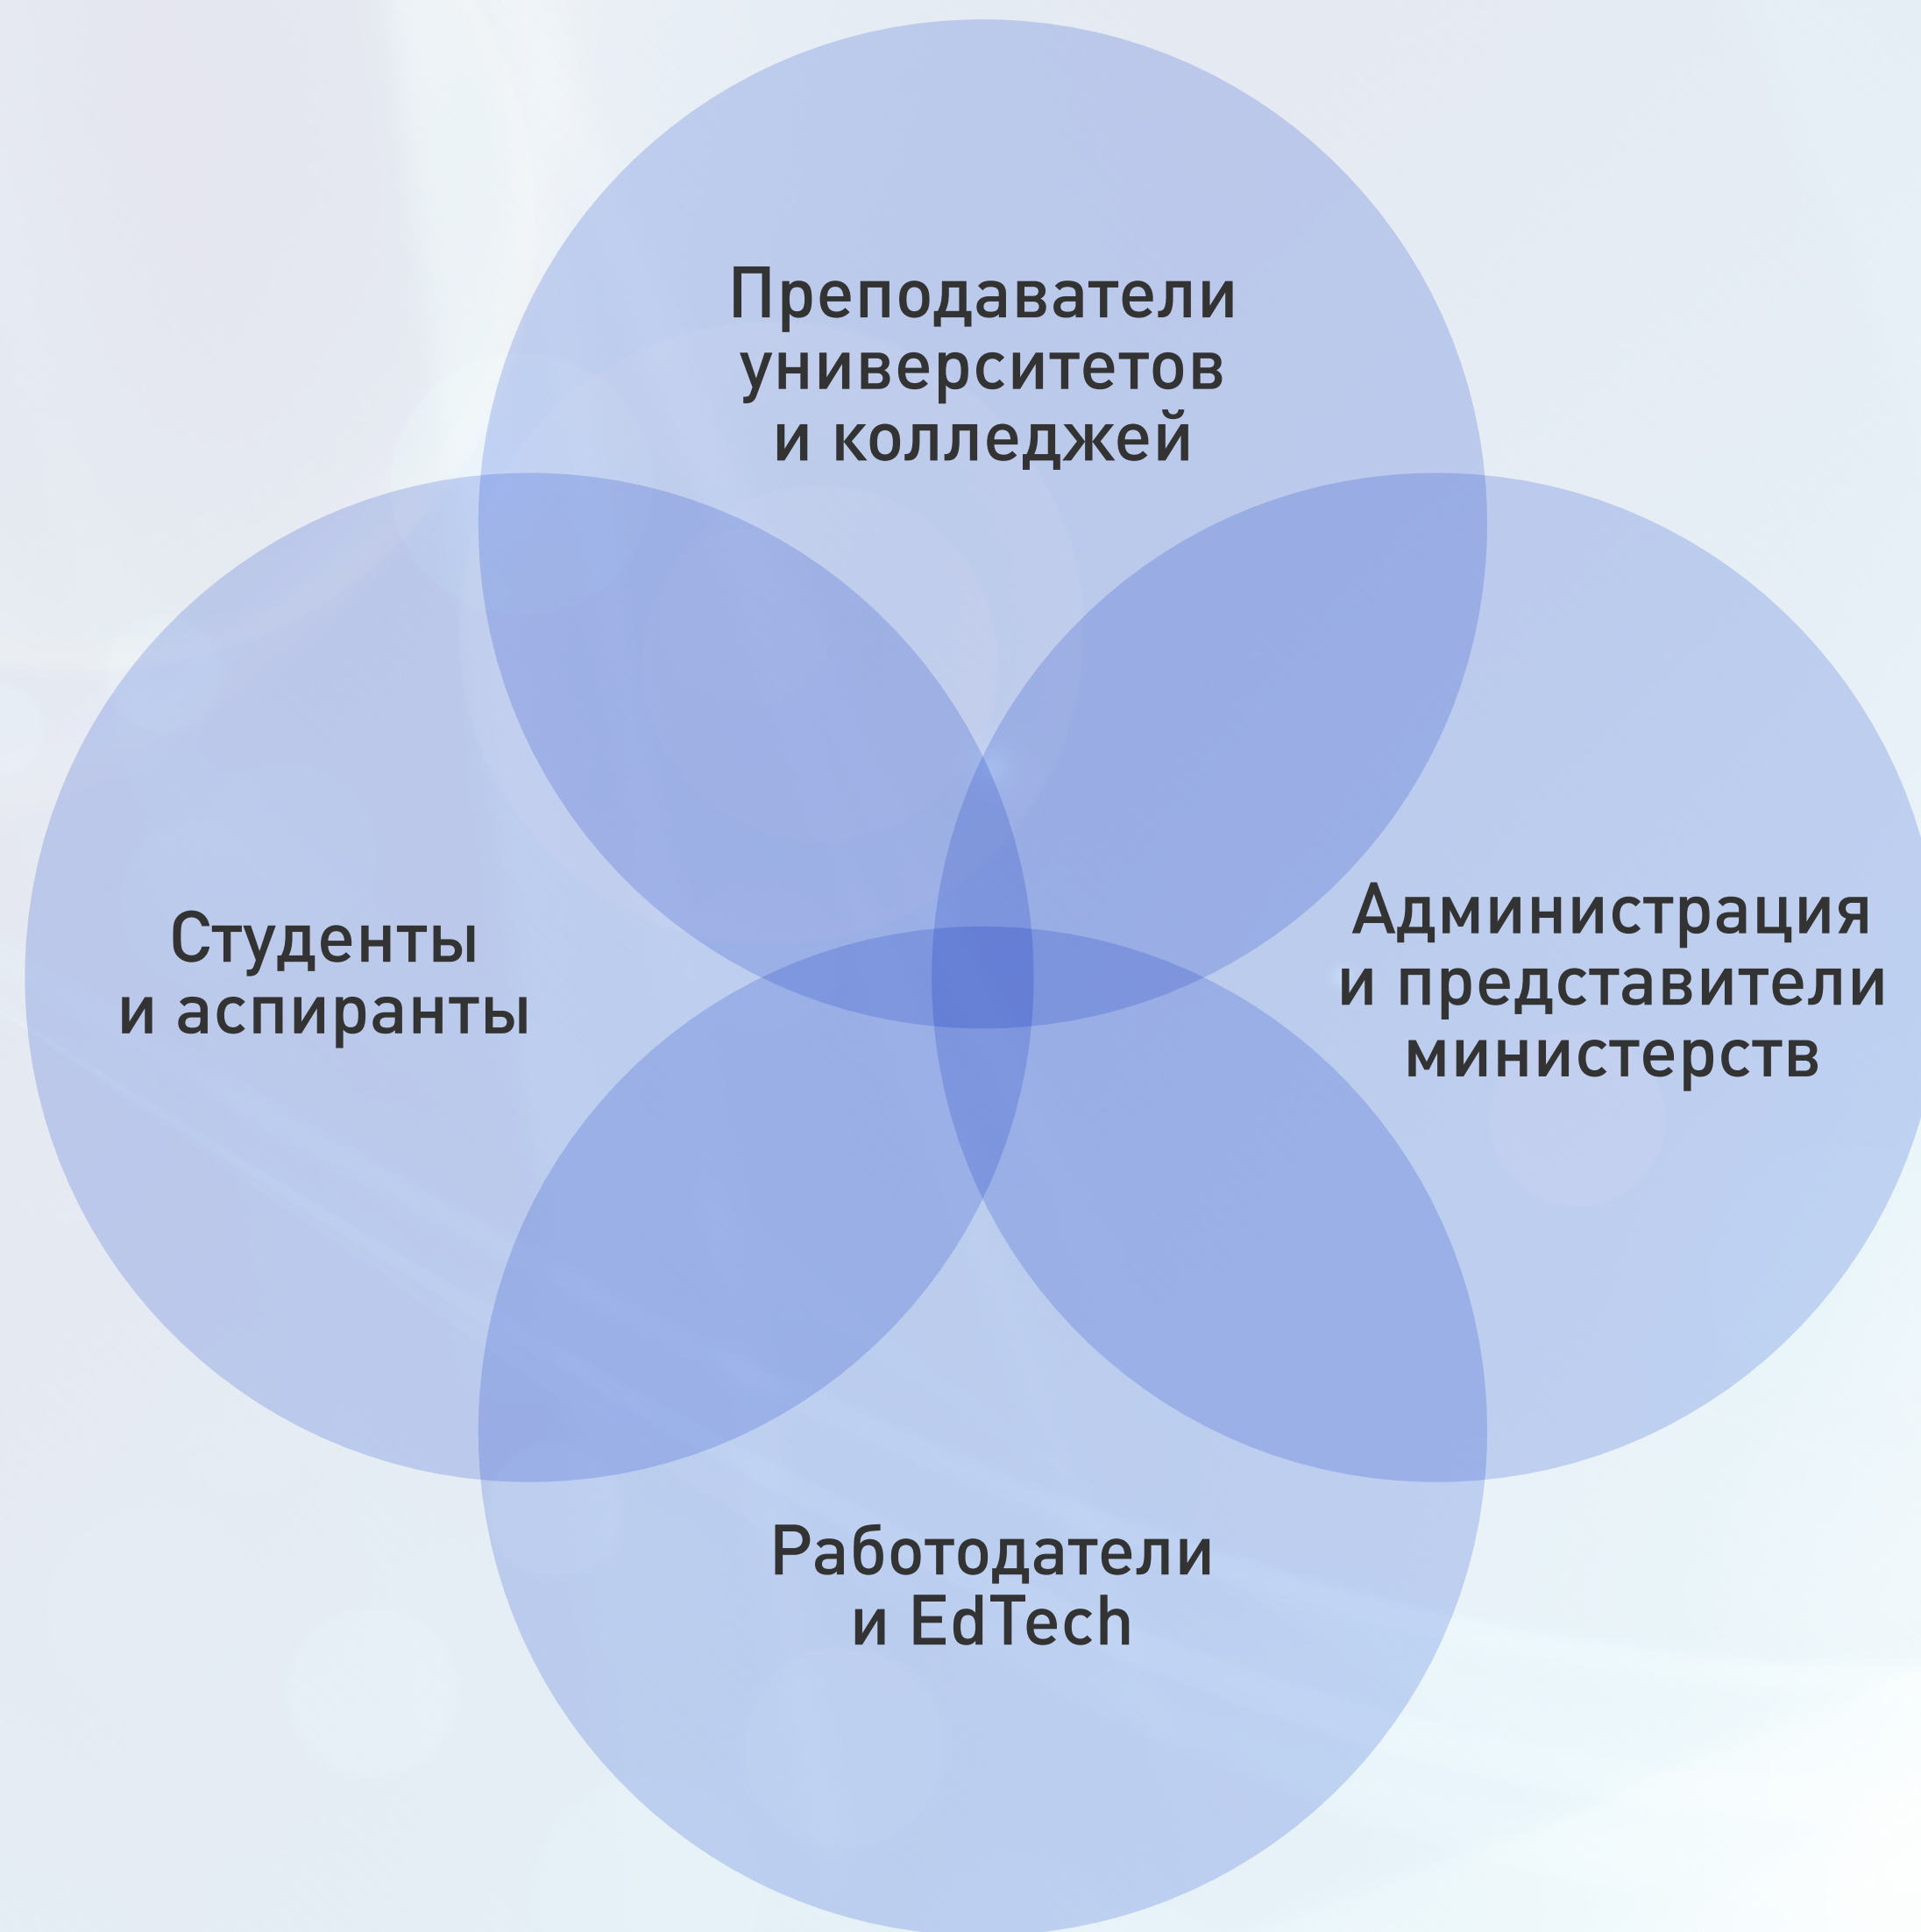 Преподаватели
университетов
и колледжей
Студенты
и аспиранты
Администрация
и представители
министерств
Работодатели
и EdTech